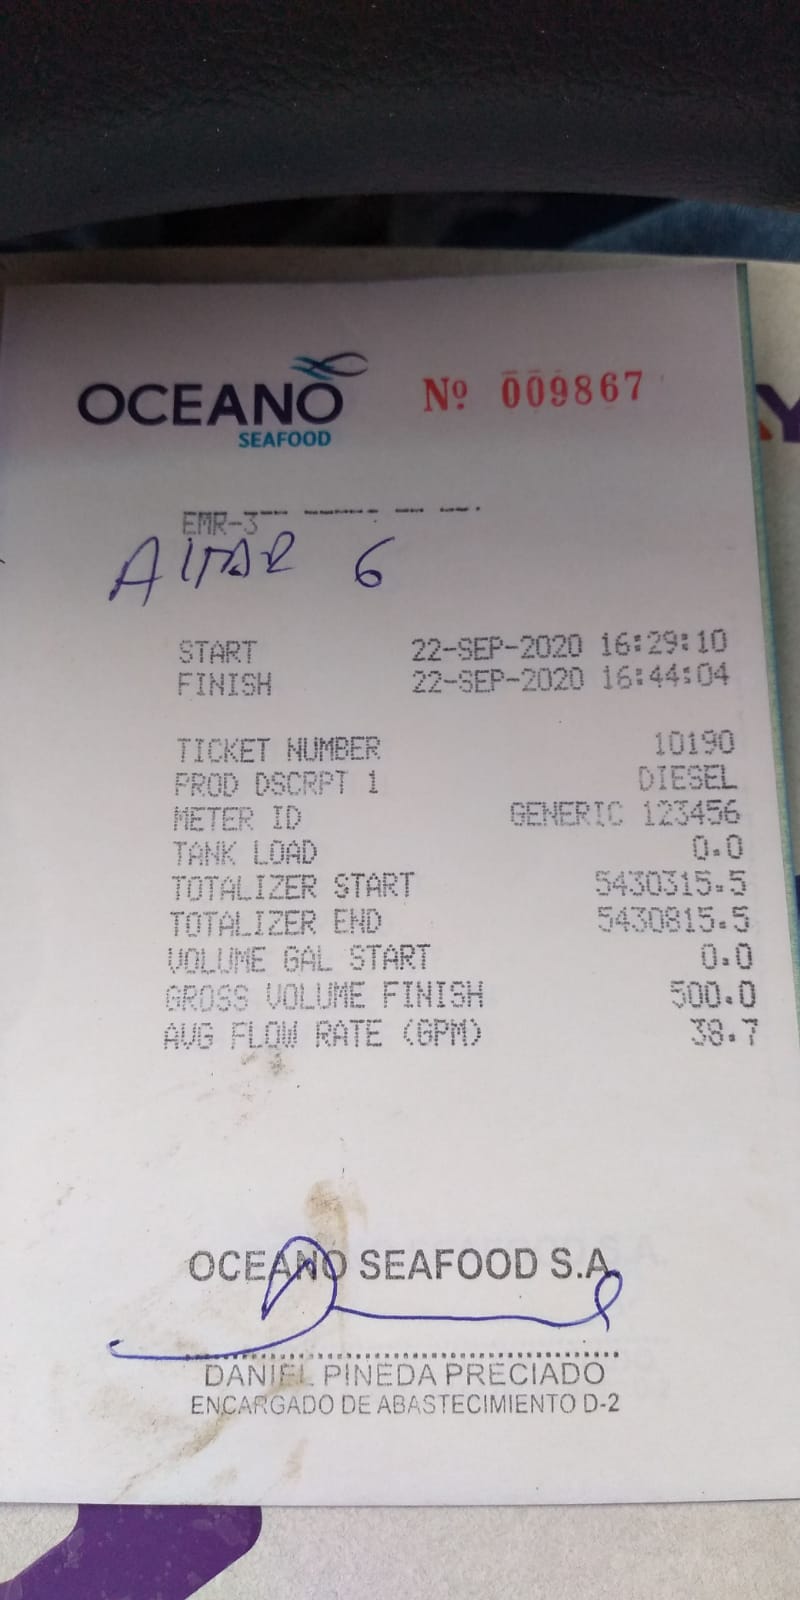 OCEANO
SEAFOOD
Nº 009867
EMR-3
6
START 22-SEP-2020 16:29:10
FINISH 22-SEP-2020 16:44:04
TICKET NUMBER 10190
PROD DSCRPT 1 DIESEL
METER ID GENERIC 123456
TANK LOAD 0.0
TOTALIZER START 5430315.5
TOTALIZER END 5430815.5
VOLUME GAL START 0.0
GROSS VOLUME FINISH 500.0
AVG FLOW RATE (GPM) 38.7
OCEANO SEAFOOD S.A.
DANIEL PINEDA PRECIADO
ENCARGADO DE ABASTECIMIENTO D-2